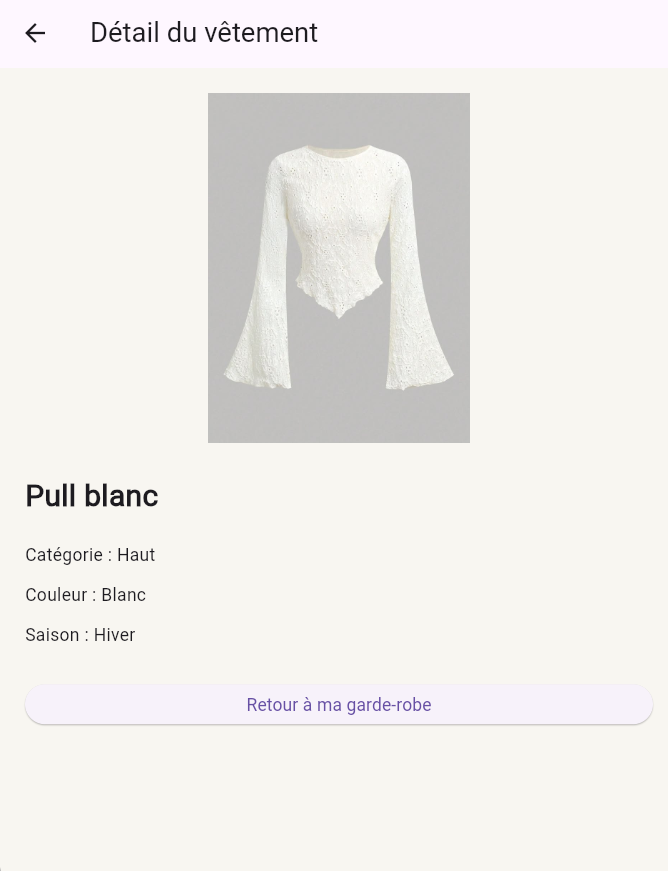 Détail du vêtement
Pull blanc
Catégorie : Haut
Couleur : Blanc
Saison : Hiver
Retour à ma garde-robe